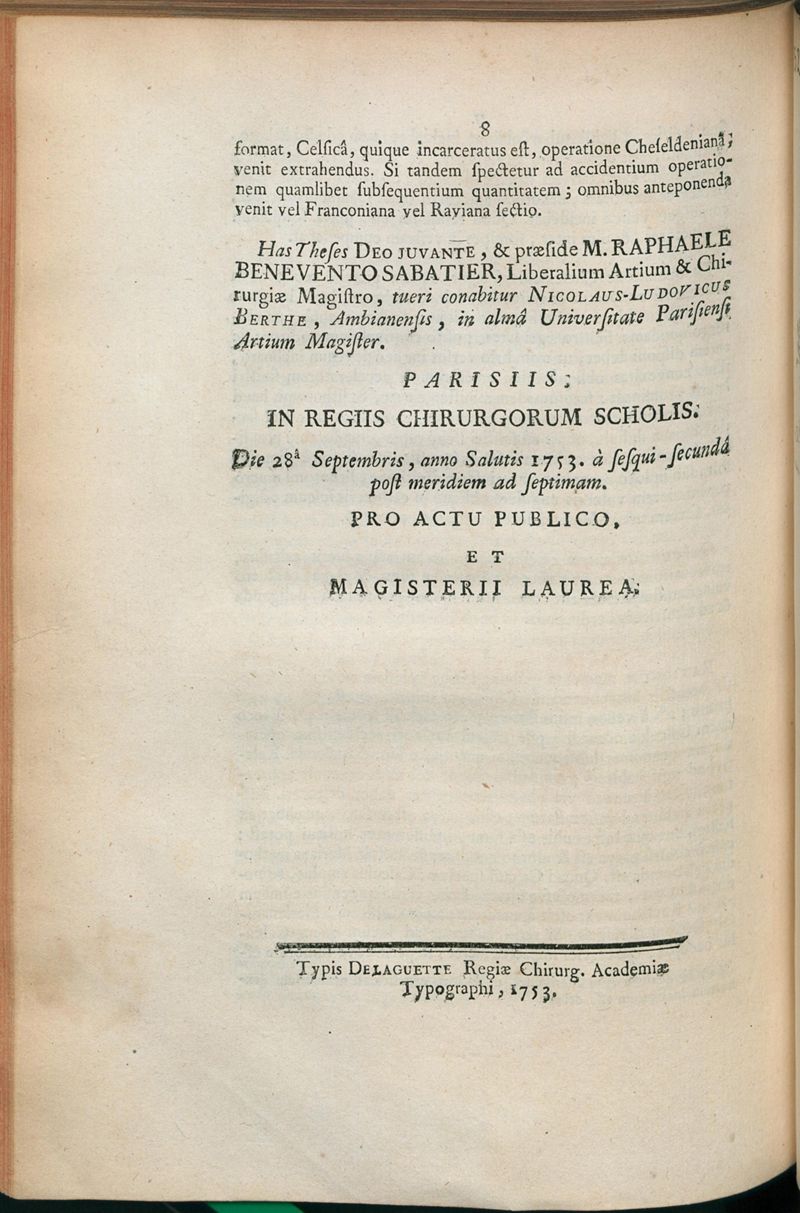 8
format, Celsicâ, quique incarceratus est, operatione Cheseldenianâ,
venit extrahendus. Si tandem spectetur ad accidentium operatio-
nem quamlibet subsequentium quantitatem; omnibus anteponenda
venit vel Franconiana vel Raviana sectio.
Has Theses DEO JUVANTE, & præside M. RAPHAELE
BENEVENTO SABATIER, Liberalium Artium & Chi-
rurgiæ Magistro, tueri conabitur NICOLAUS-LUDOVICUS
BERTHE, Ambianensis, in almâ Universitate Parisiensi
Artium Magister.
PARISIIS;
IN REGIIS CHIRURGORUM SCHOLIS.
Die 28â Septembris, anno Salutis 1753. à sesqui-secundâ
post meridiem ad septimam.
PRO ACTU PUBLICO,
ET
MAGISTERII LAUREA.
Typis DELAGUETTE Regiæ Chirurg. Academiæ
Typographi, 1753.